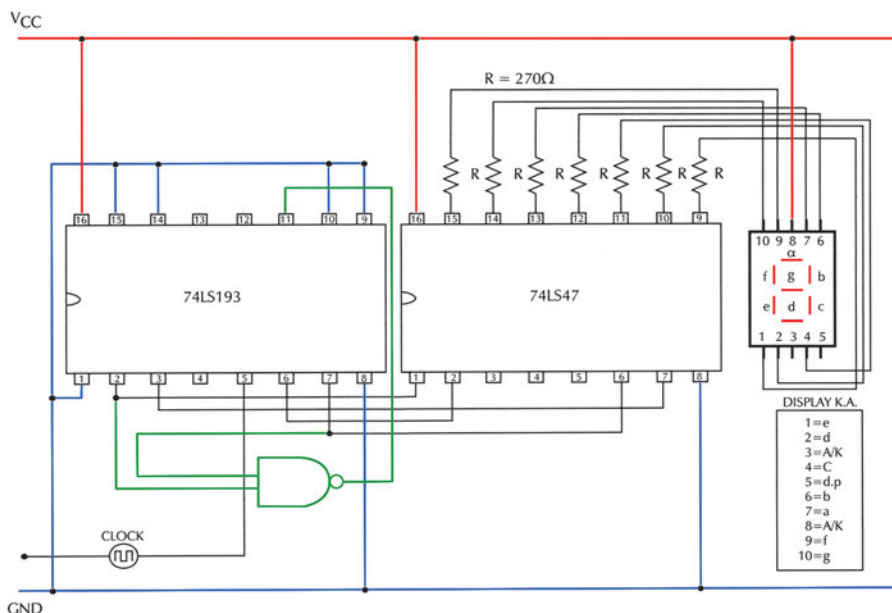 VCC
R = 270Ω
R R R R R R R
16 15 14 13 12 11 10 9
74LS193
1 2 3 4 5 6 7 8
16 15 14 13 12 11 10 9
74LS47
1 2 3 4 5 6 7 8
10 9 8 7 6
α
f g b
e d c
1 2 3 4 5
DISPLAY K.A.
1=e
2=d
3=A/K
4=C
5=d.p
6=b
7=a
8=A/K
9=f
10=g
CLOCK
GND